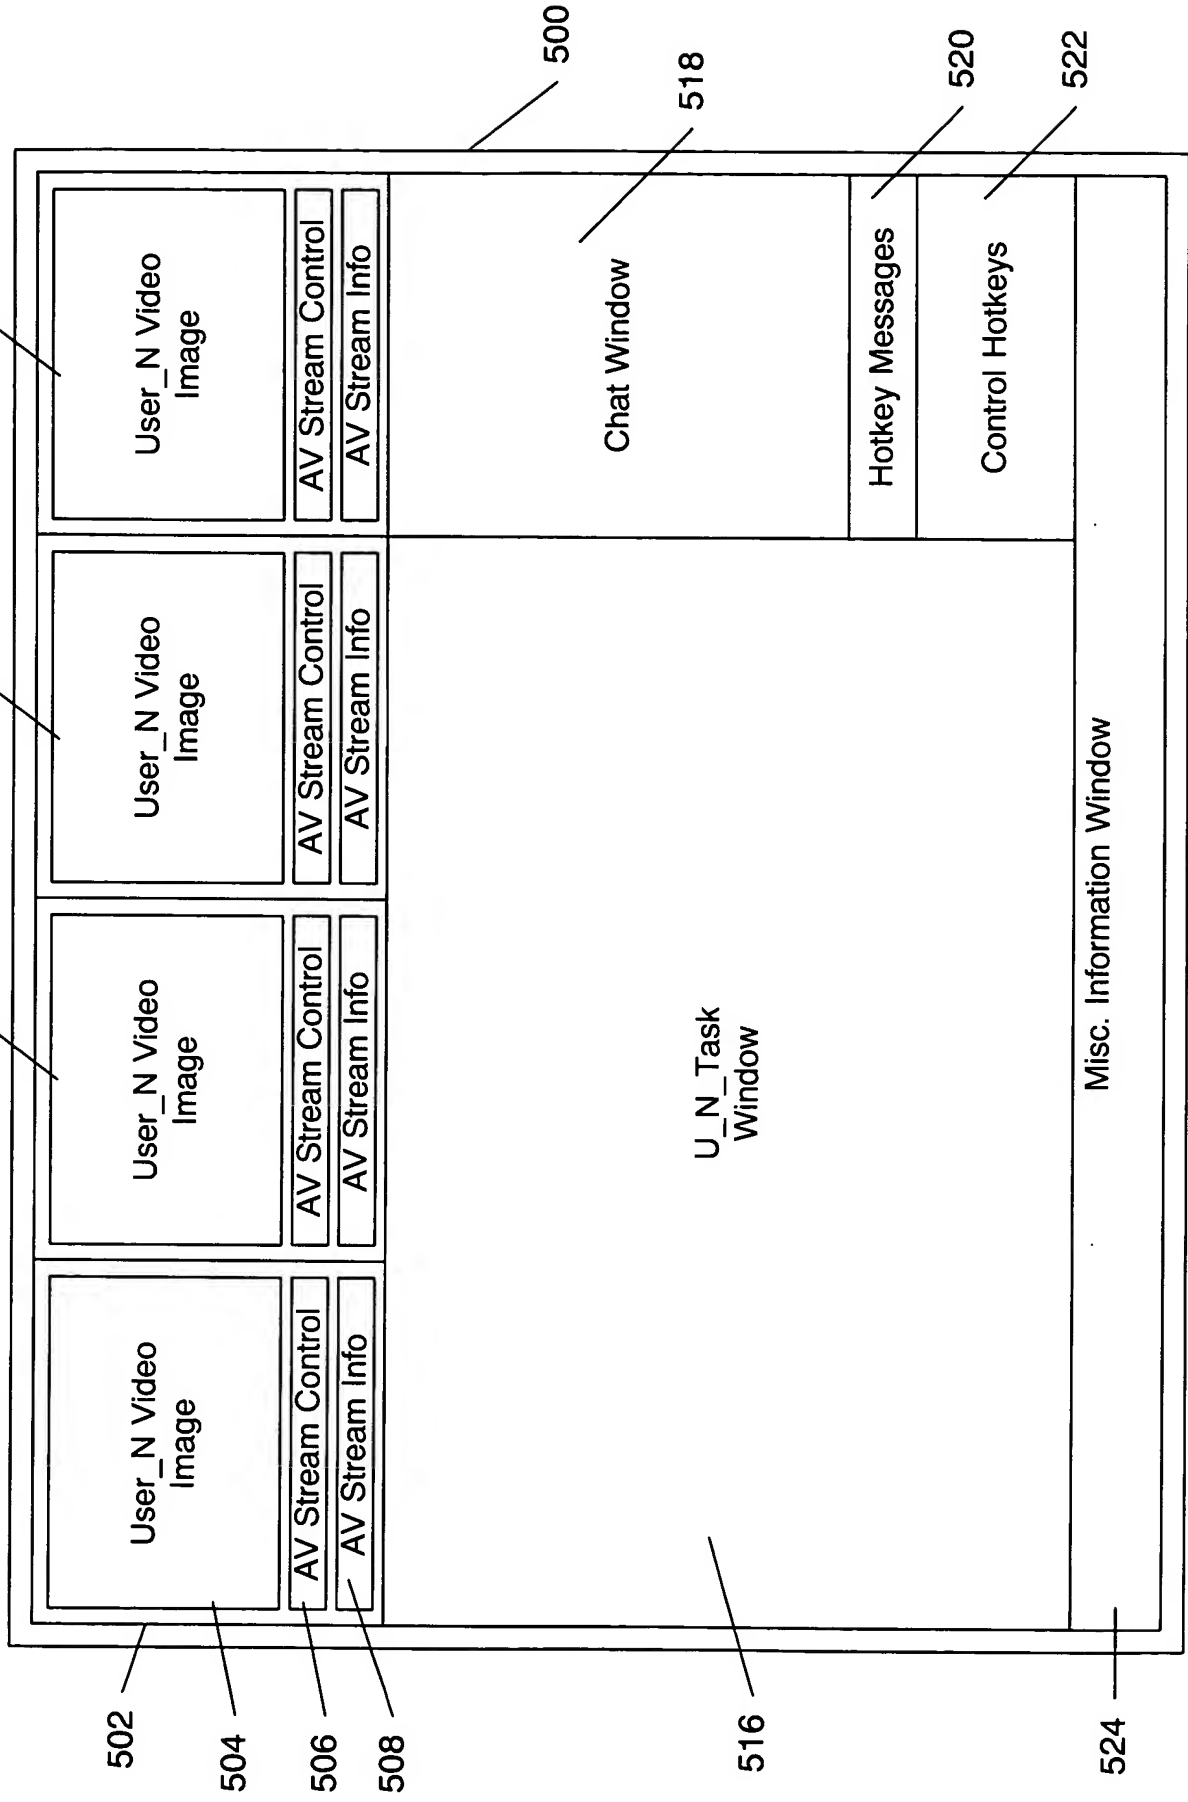 User_N Video
Image
AV Stream Control
AV Stream Info
User_N Video
Image
AV Stream Control
AV Stream Info
User_N Video
Image
AV Stream Control
AV Stream Info
User_N Video
Image
AV Stream Control
AV Stream Info
U_N_Task
Window
Chat Window
Hotkey Messages
Control Hotkeys
Misc. Information Window
502
504
506
508
516
524
500
518
520
522